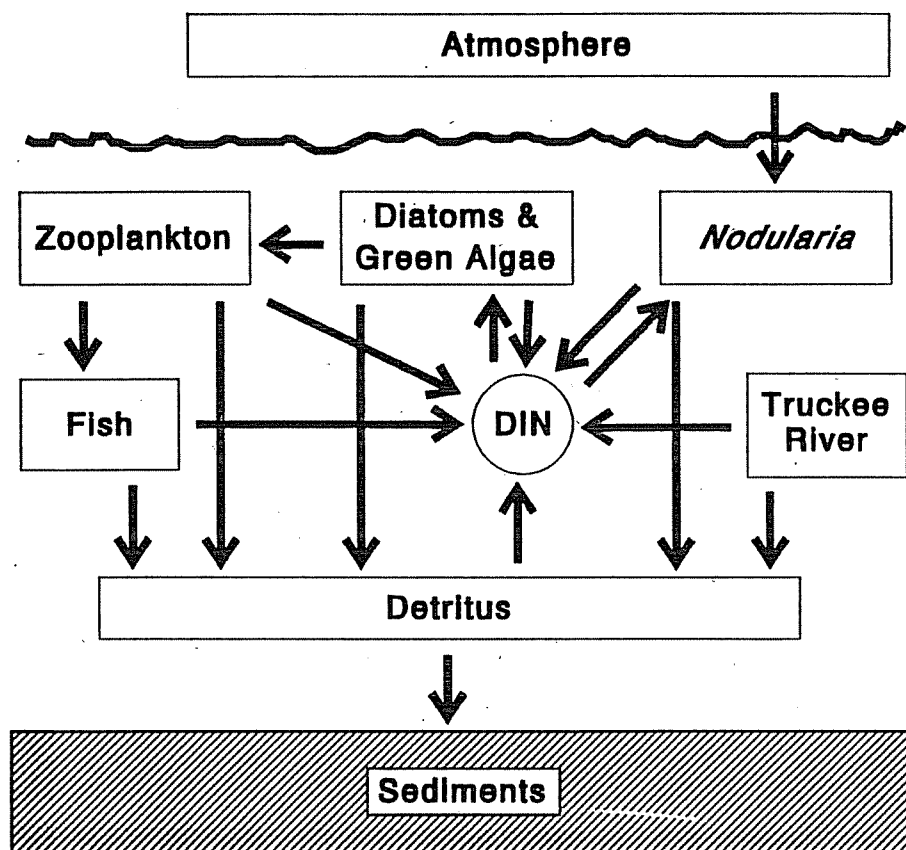 Atmosphere
Zooplankton
Diatoms &
Green Algae
Nodularia
Fish
DIN
Truckee
River
Detritus
Sediments